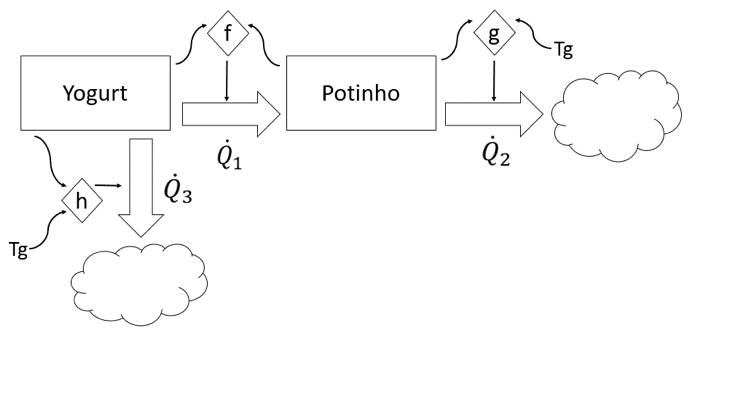 f
g
Tg
Yogurt
Potinho
Q̇₁
Q̇₂
h
Q̇₃
Tg